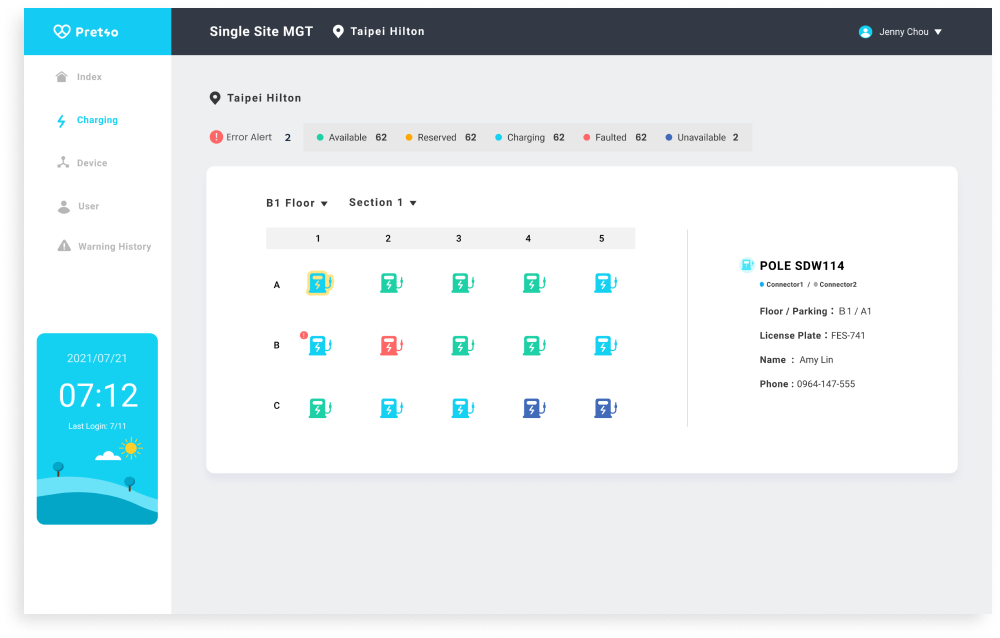 Pret4o
Single Site MGT Taipei Hilton
Jenny Chou
Index
Charging
Device
User
Warning History
2021/07/21
07:12
Last Login: 7/11
Taipei Hilton
Error Alert 2 Available 62 Reserved 62 Charging 62 Faulted 62 Unavailable 2
B1 Floor Section 1
1 2 3 4 5
A
B
C
POLE SDW114
Connector1 / Connector2
Floor / Parking : B1 / A1
License Plate : FES-741
Name : Amy Lin
Phone : 0964-147-555